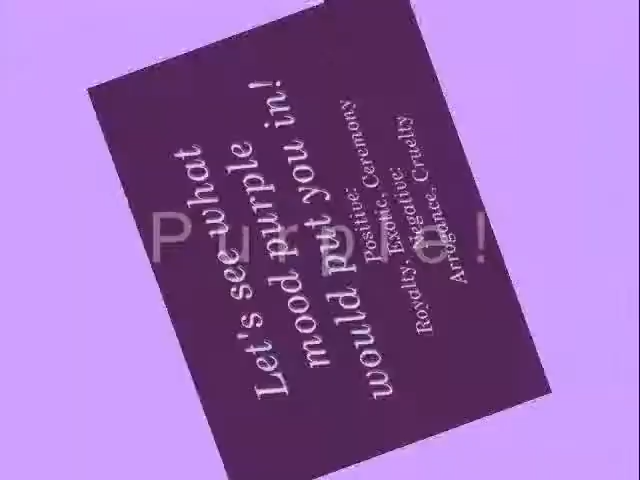 Let's see what
mood purple
would put you in!
Positive:
Royalty, Exotic, Ceremony
Negative:
Arrogance, Cruelty
Purple!